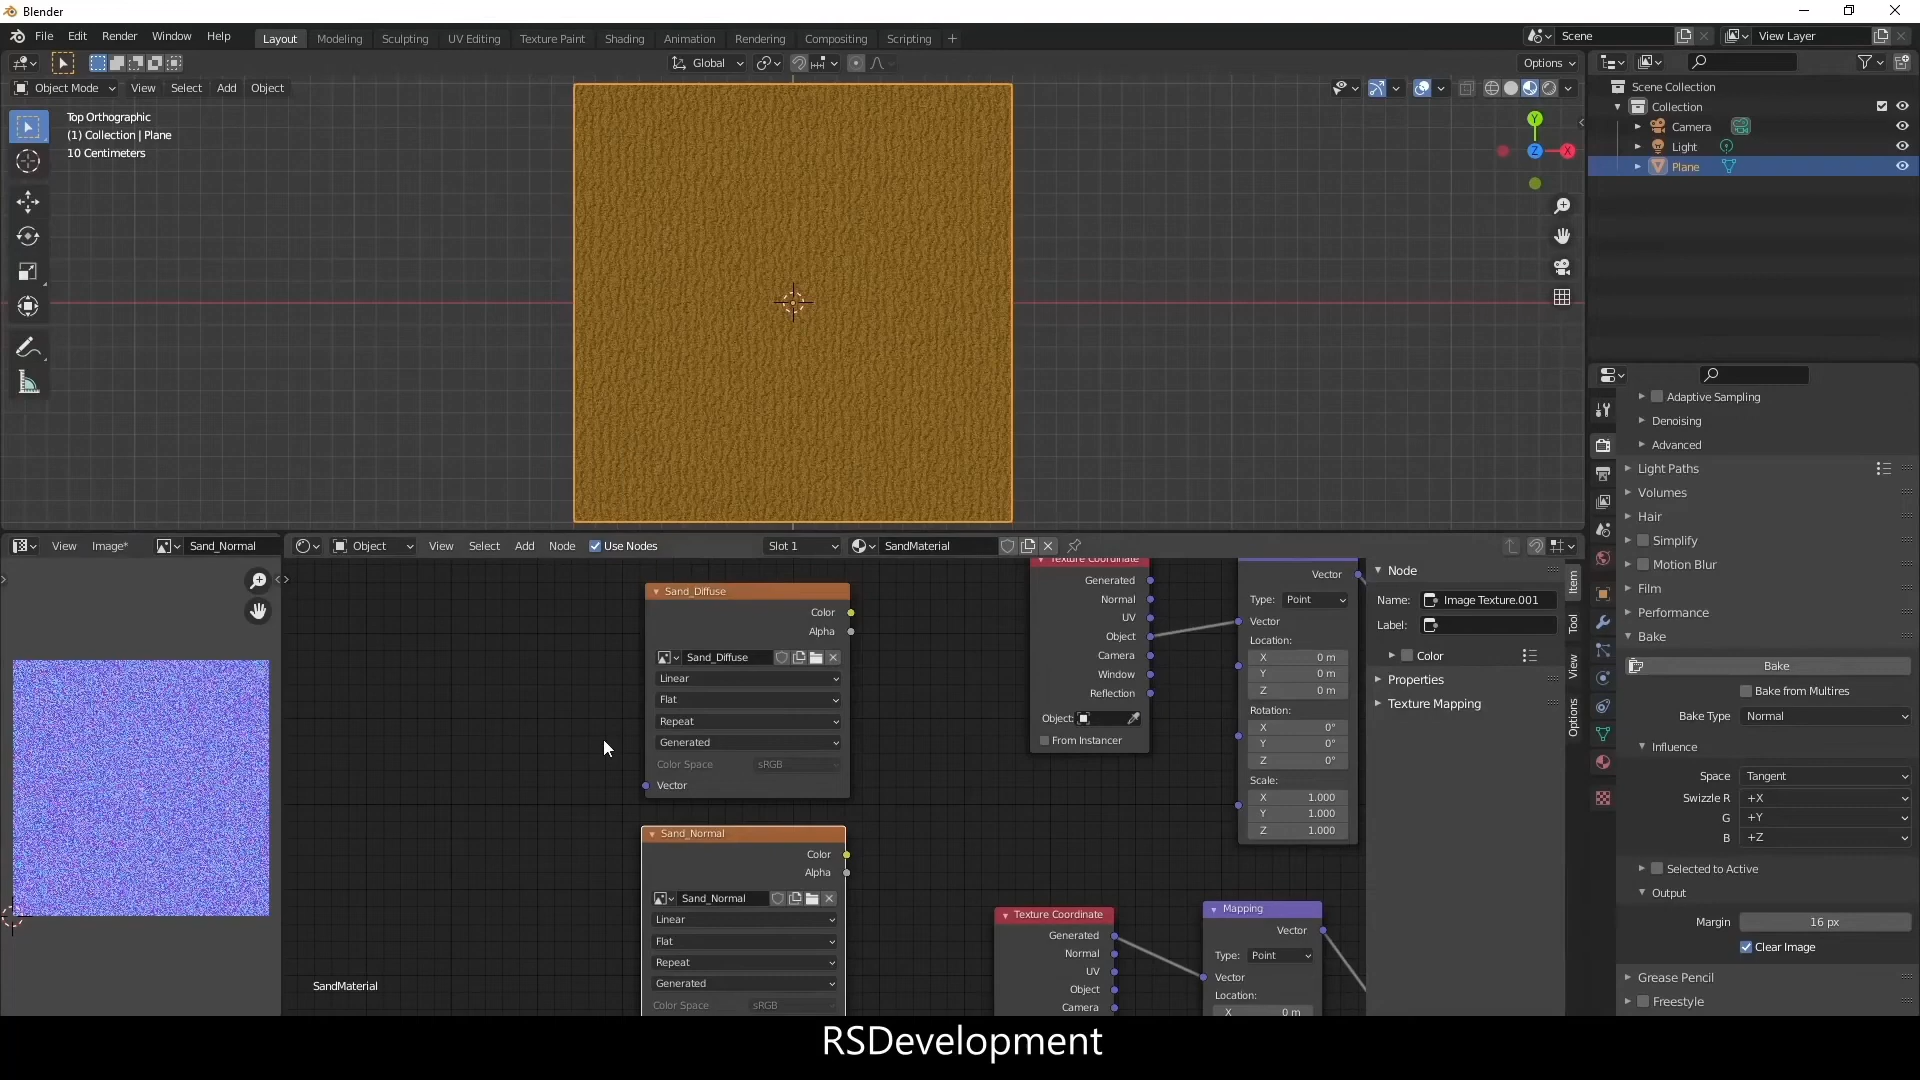 Blender
File Edit Render Window Help
Layout Modeling Sculpting UV Editing Texture Paint Shading Animation Rendering Compositing Scripting +
Scene View Layer
Global Options
Object Mode View Select Add Object
Top Orthographic
(1) Collection | Plane
10 Centimeters
Y
Z
X
Scene Collection
Collection
Camera
Light
Plane
Adaptive Sampling
Denoising
Advanced
Light Paths
Volumes
Hair
Simplify
Motion Blur
Film
Performance
Bake
Bake
Bake from Multires
Bake Type Normal
Influence
Space Tangent
Swizzle R +X
G +Y
B +Z
Selected to Active
Output
Margin 16 px
Clear Image
Grease Pencil
Freestyle
View Image* Sand_Normal
Object View Select Add Node Use Nodes Slot 1 SandMaterial
Sand_Diffuse
Color
Alpha
Sand_Diffuse
Linear
Flat
Repeat
Generated
Color Space sRGB
Vector
Sand_Normal
Color
Alpha
Sand_Normal
Linear
Flat
Repeat
Generated
Color Space sRGB
SandMaterial
Texture Coordinate
Generated
Normal
UV
Object
Camera
Window
Reflection
Object:
From Instancer
Vector
Type: Point
Vector
Location:
X 0 m
Y 0 m
Z 0 m
Rotation:
X 0°
Y 0°
Z 0°
Scale:
X 1.000
Y 1.000
Z 1.000
Texture Coordinate
Generated
Normal
UV
Object
Camera
Mapping
Vector
Type: Point
Vector
Location:
X 0 m
Node
Name: Image Texture.001
Label:
Color
Properties
Texture Mapping
Item
Tool
View
Options
RSDevelopment